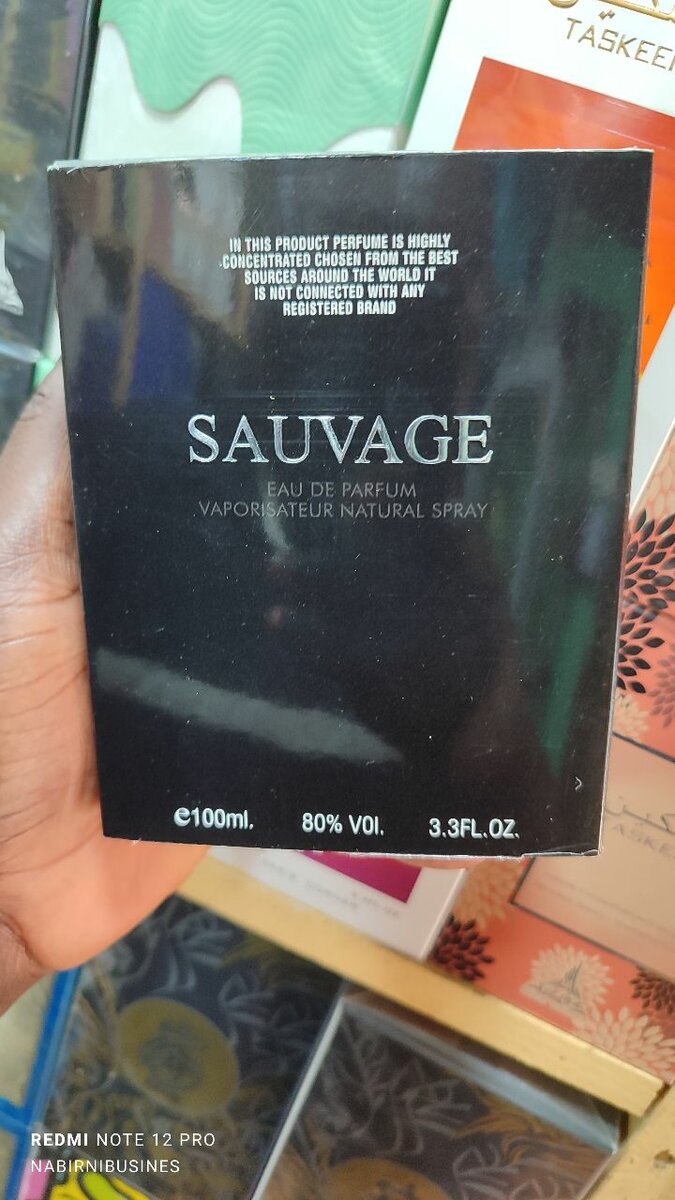 TASKEEN
IN THIS PRODUCT PERFUME IS HIGHLY
CONCENTRATED CHOSEN FROM THE BEST
SOURCES AROUND THE WORLD IT
IS NOT CONNECTED WITH ANY
REGISTERED BRAND
SAUVAGE
EAU DE PARFUM
VAPORISATEUR NATURAL SPRAY
e100ml. 80% VOl. 3.3FL.OZ.
REDMI NOTE 12 PRO
NABIRNIBUSINES